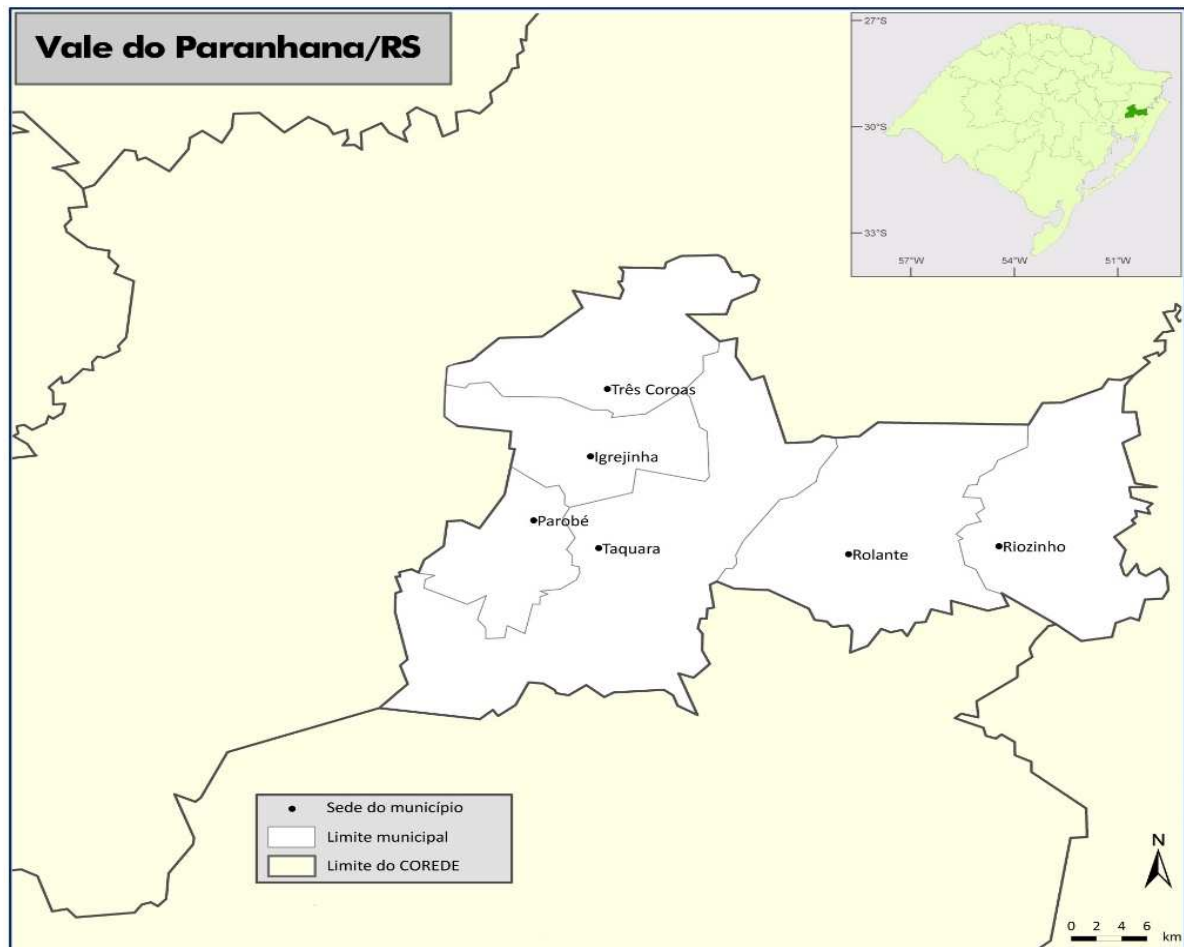 Vale do Paranhana/RS
27°S
30°S
33°S
57°W
54°W
51°W
Três Coroas
Igrejinha
Parobé
Taquara
Rolante
Riozinho
Sede do município
Limite municipal
Limite do COREDE
N
0 2 4 6
km